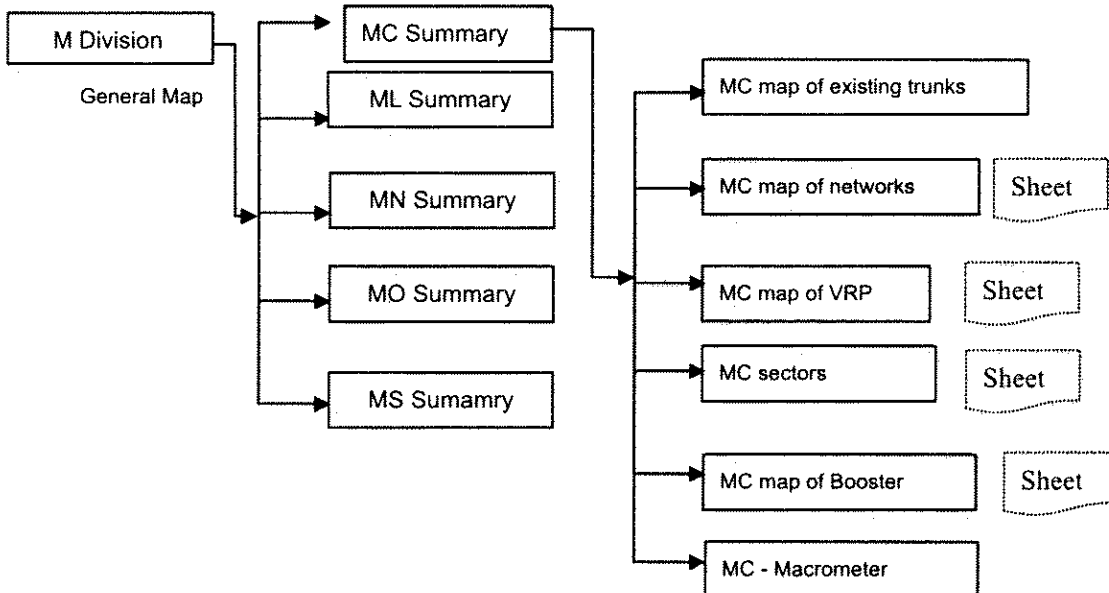 M Division
General Map
MC Summary
ML Summary
MN Summary
MO Summary
MS Sumamry
MC map of existing trunks
MC map of networks
Sheet
MC map of VRP
Sheet
MC sectors
Sheet
MC map of Booster
Sheet
MC - Macrometer